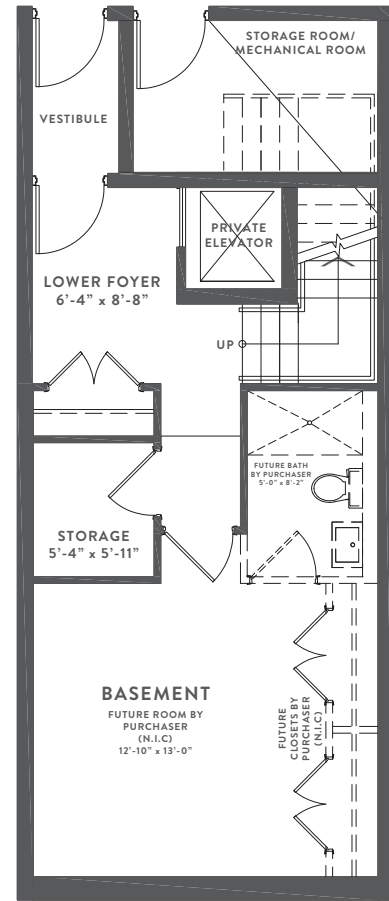 STORAGE ROOM/
MECHANICAL ROOM
VESTIBULE
PRIVATE
ELEVATOR
LOWER FOYER
6'-4" x 8'-8"
UP
FUTURE BATH
BY PURCHASER
5'-0" x 8'-2"
STORAGE
5'-4" x 5'-11"
BASEMENT
FUTURE ROOM BY
PURCHASER
(N.I.C)
12'-10" x 13'-0"
FUTURE
CLOSETS BY
PURCHASER
(N.I.C)